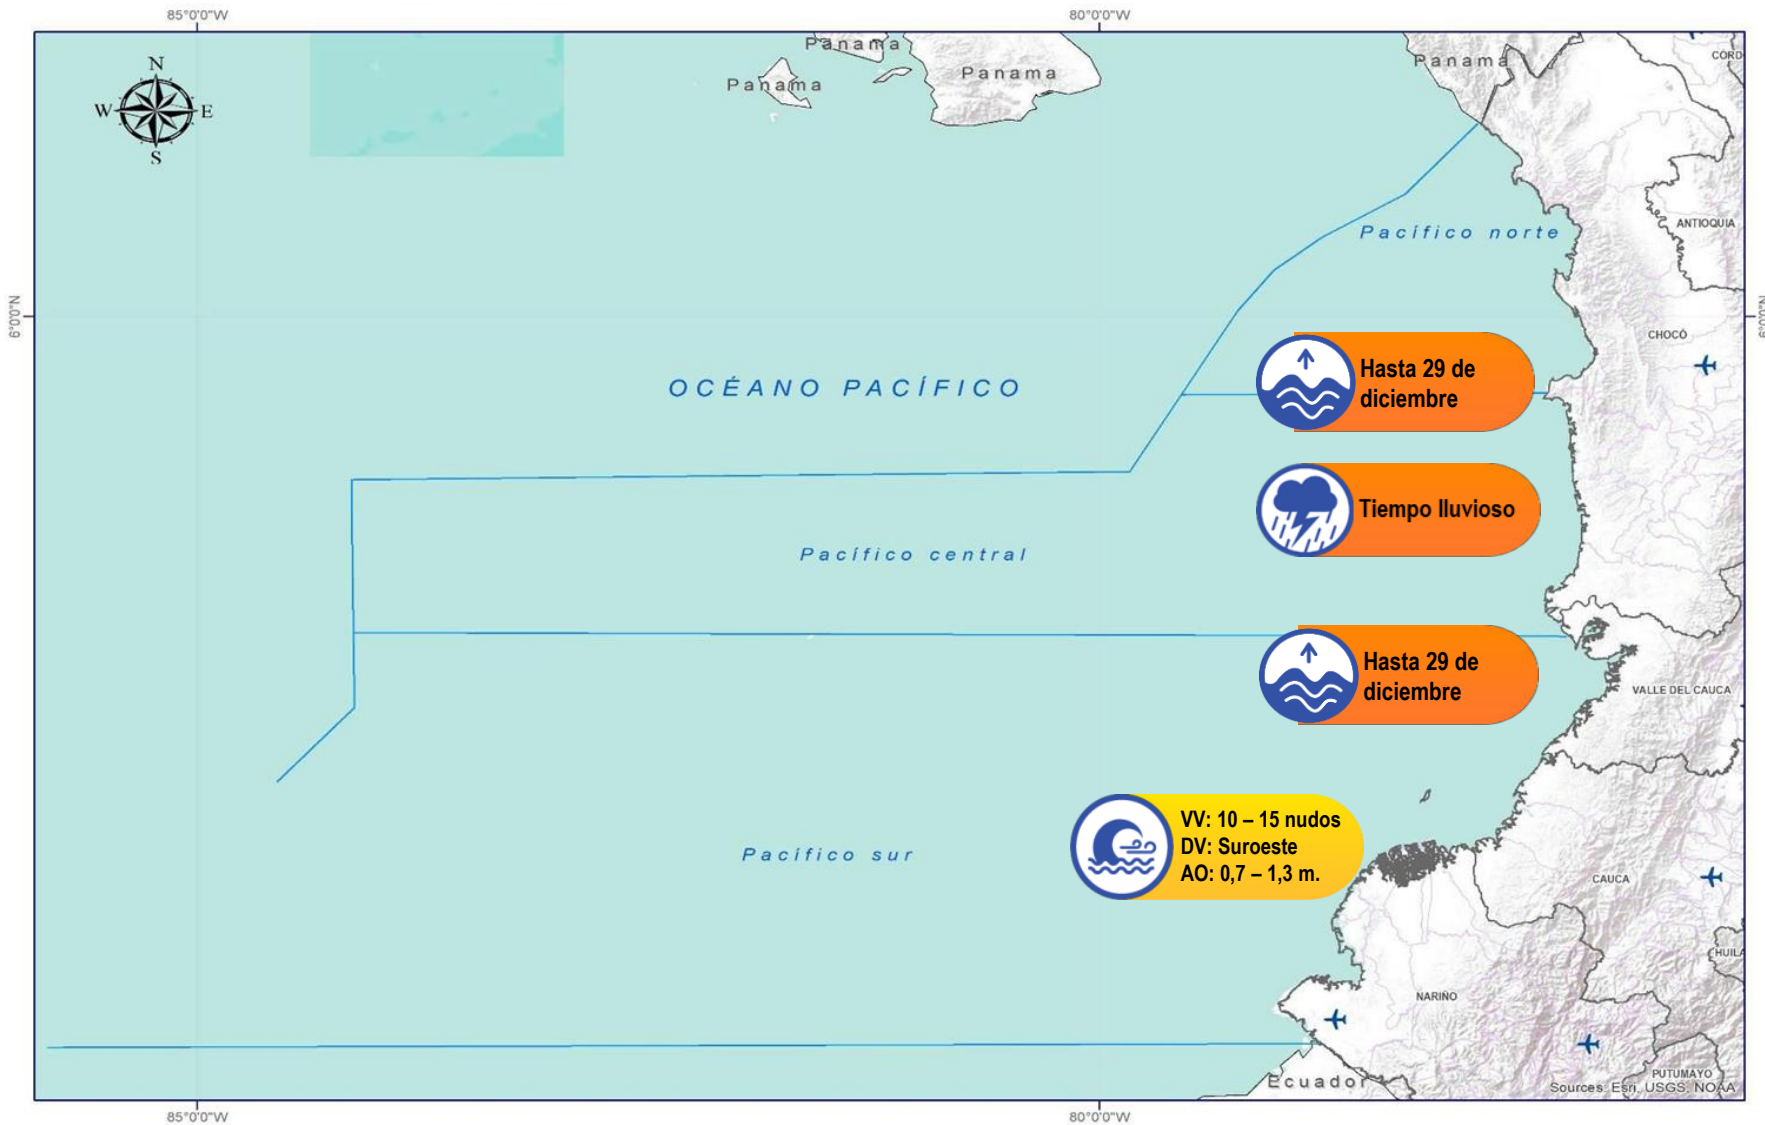 85°0'0"W
80°0'0"W
N
W
E
S
Panama
Panama
Panama
Panama
CÓRD
ANTIOQUIA
Pacífico norte
6°0'0"N
6°0'0"N
CHOCÓ
Hasta 29 de
diciembre
OCÉANO PACÍFICO
Tiempo lluvioso
Pacífico central
Hasta 29 de
diciembre
VALLE DEL CAUCA
VV: 10 – 15 nudos
DV: Suroeste
AO: 0,7 – 1,3 m.
Pacífico sur
CAUCA
HUILA
NARIÑO
PUTUMAYO
Ecuador
Sources: Esri, USGS, NOAA
85°0'0"W
80°0'0"W